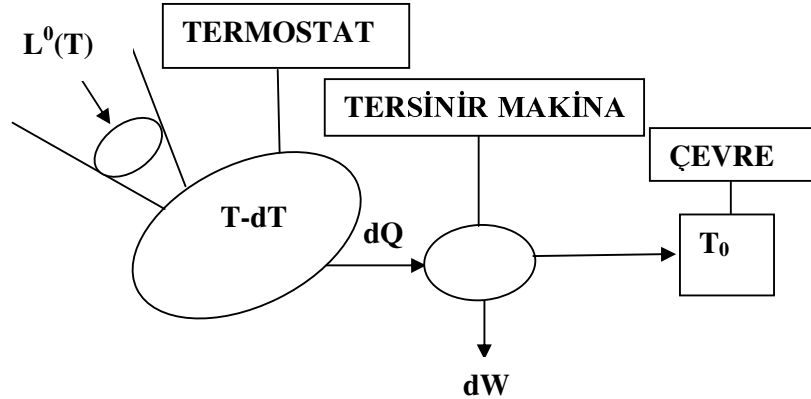 L⁰(T)
TERMOSTAT
TERSİNİR MAKİNA
ÇEVRE
T-dT
dQ
T₀
dW